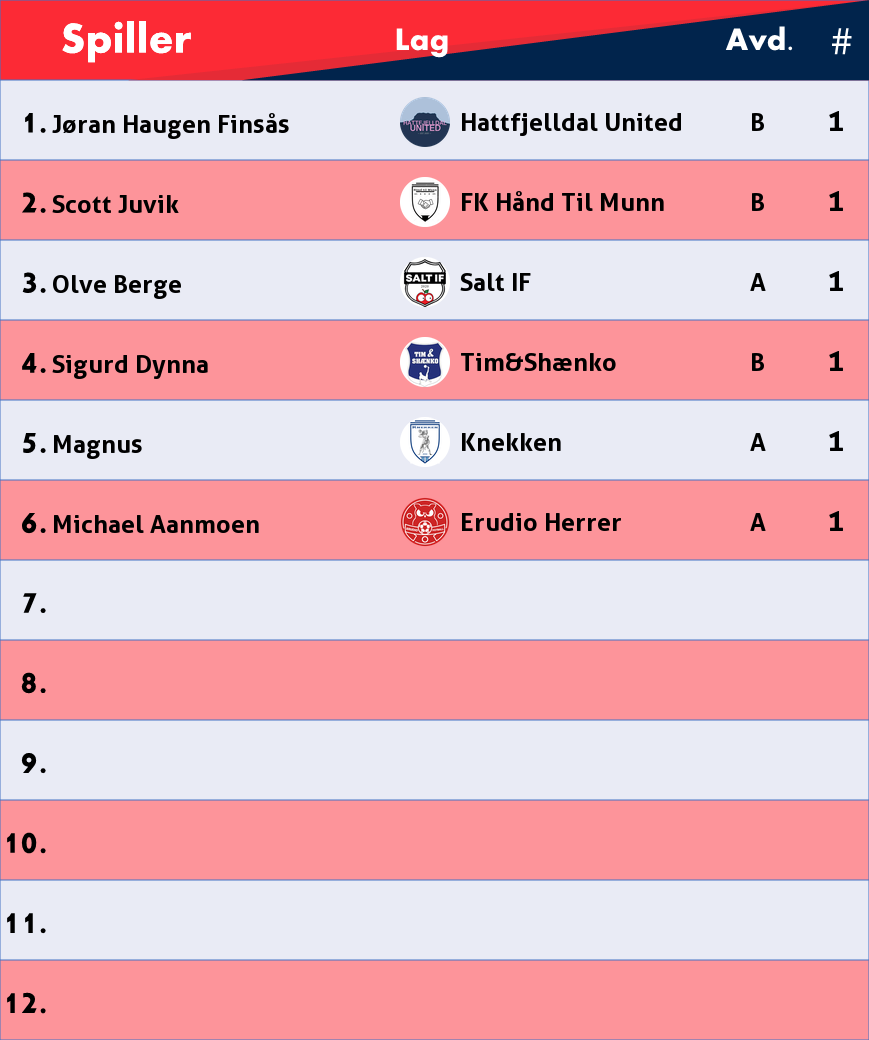 Spiller Lag Avd. #
1. Jøran Haugen Finsås HATTFJELLDAL UNITED Hattfjelldal United B 1
2. Scott Juvik FK Hånd Til Munn B 1
3. Olve Berge SALT IF Salt IF A 1
4. Sigurd Dynna TIM & SHÆNKO Tim&Shænko B 1
5. Magnus KNEKKEN Knekken A 1
6. Michael Aanmoen Erudio Herrer A 1
7.
8.
9.
10.
11.
12.